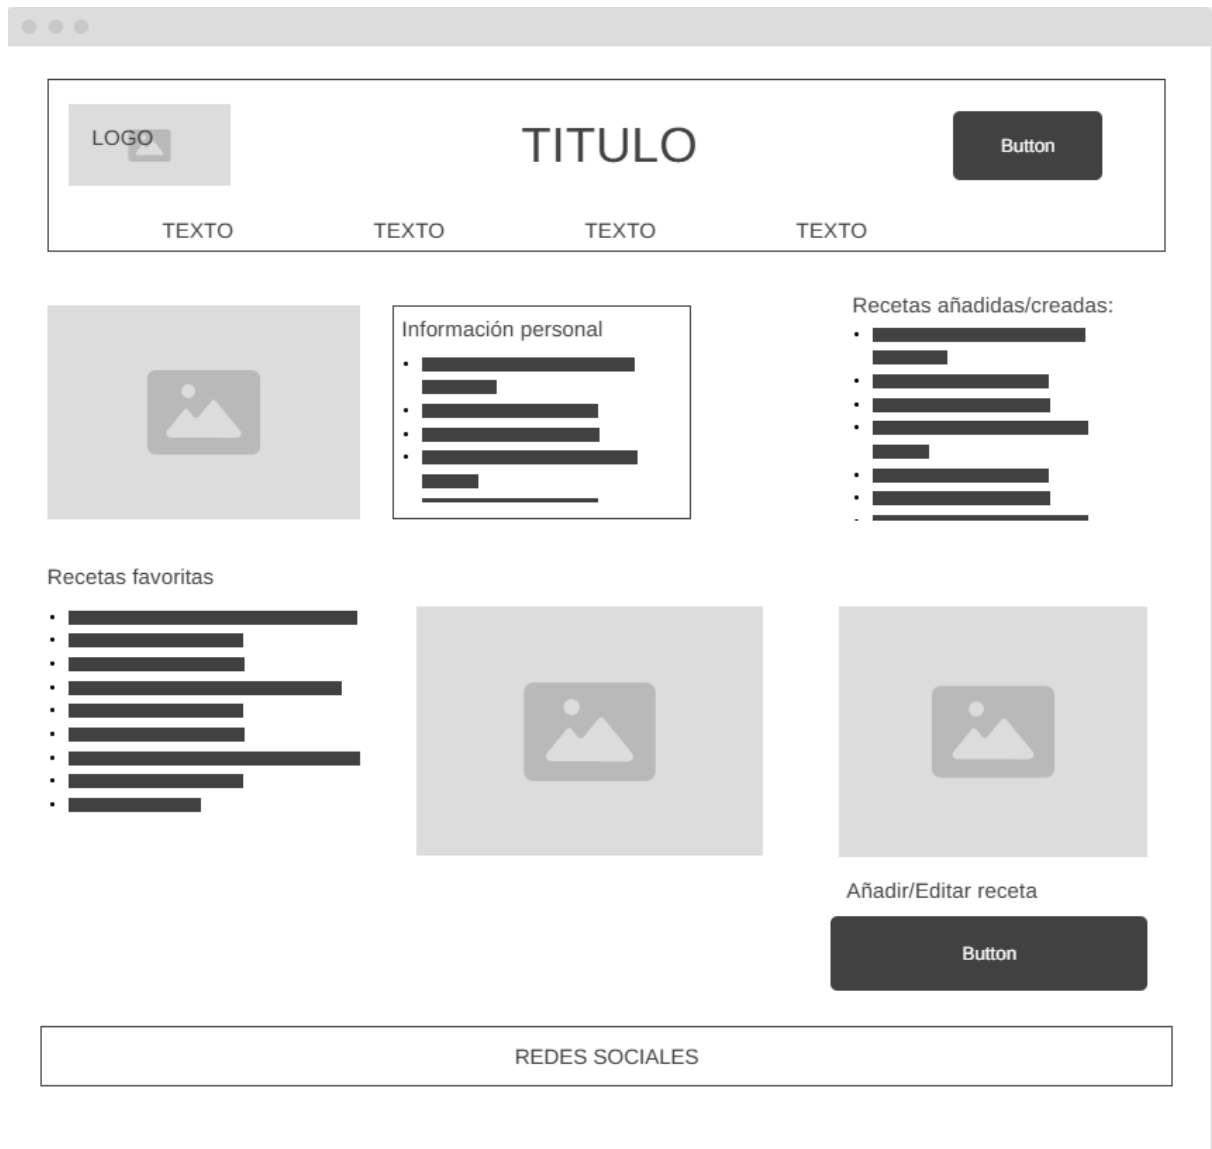 LOGO
TITULO
Button
TEXTO TEXTO TEXTO TEXTO
Información personal
Recetas añadidas/creadas:
Recetas favoritas
Añadir/Editar receta
Button
REDES SOCIALES